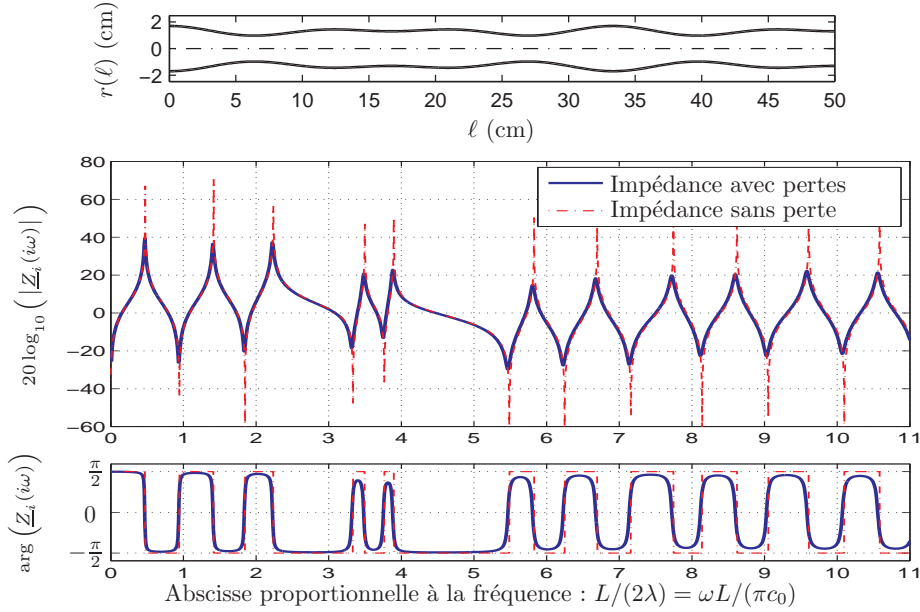 r(ℓ) (cm)
2
0
−2
0 5 10 15 20 25 30 35 40 45 50
ℓ (cm)
20 log₁₀ ( |Z_i(iω)| )
80
60
40
20
0
−20
−40
−60
Impédance avec pertes
Impédance sans perte
0 1 2 3 4 5 6 7 8 9 10 11
arg ( Z_i(iω) )
π/2
0
−π/2
0 1 2 3 4 5 6 7 8 9 10 11
Abscisse proportionnelle à la fréquence : L/(2λ) = ωL/(πc₀)